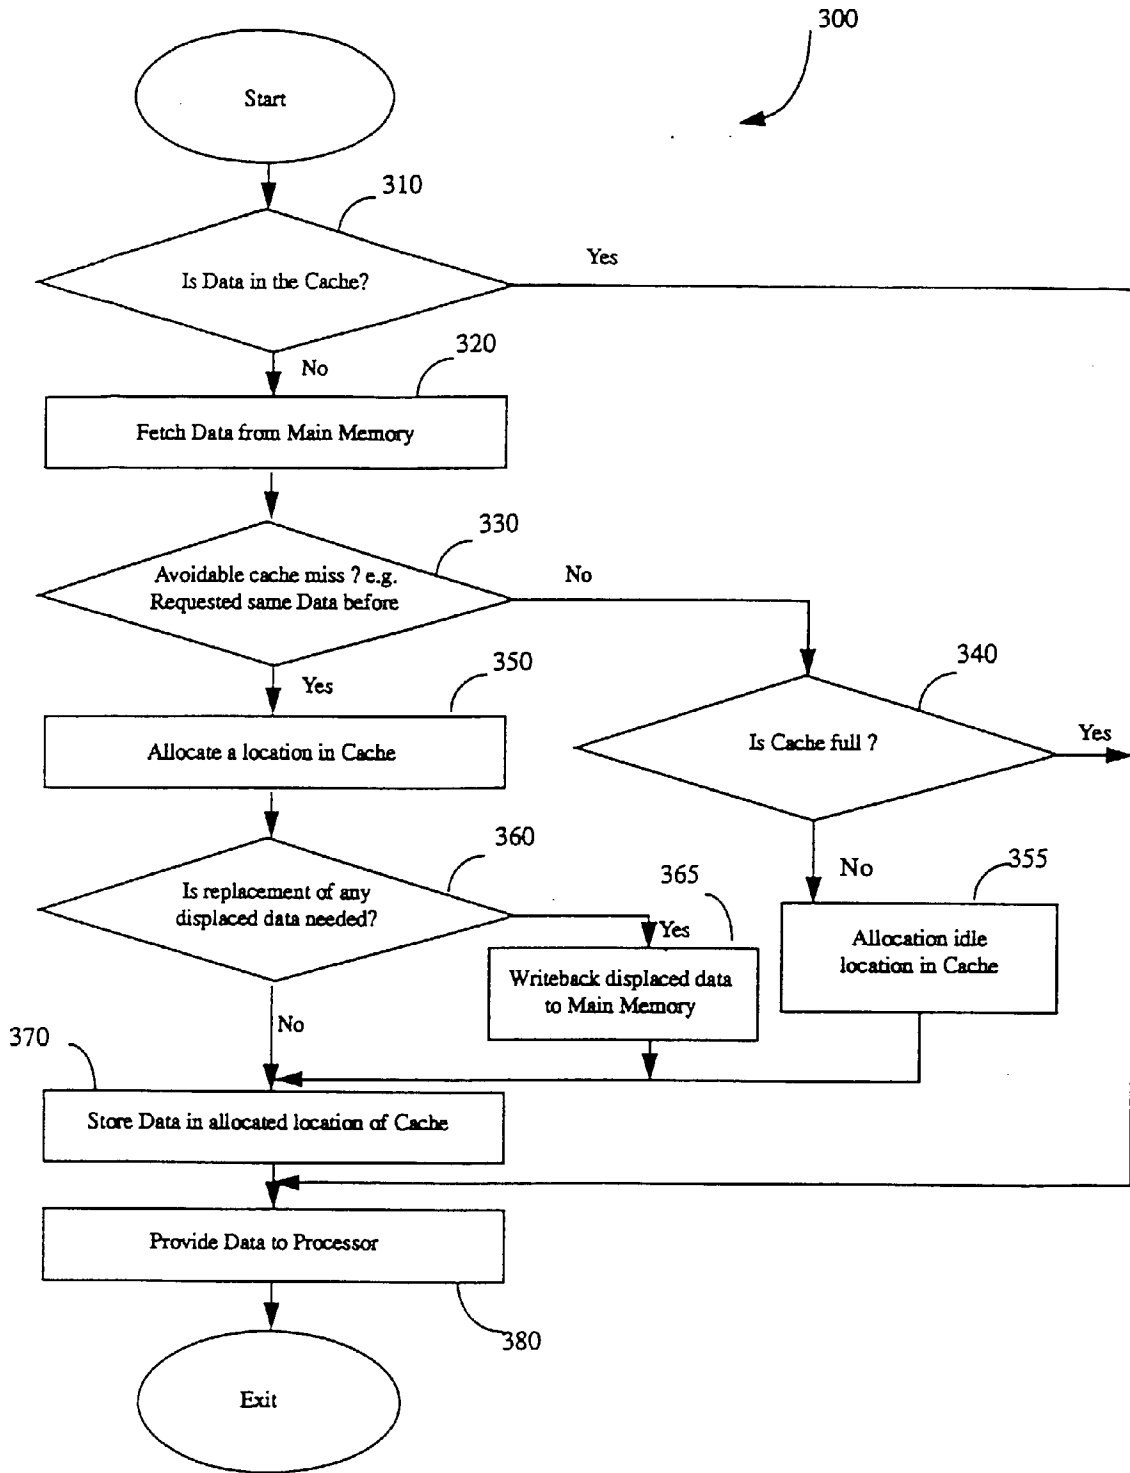 300
Start
310
Is Data in the Cache?
Yes
No
320
Fetch Data from Main Memory
330
Avoidable cache miss ? e.g.
Requested same Data before
No
Yes
350
340
Allocate a location in Cache
Is Cache full ?
Yes
No
360
Is replacement of any
displaced data needed?
Yes
365
355
Writeback displaced data
to Main Memory
Allocation idle
location in Cache
No
370
Store Data in allocated location of Cache
Provide Data to Processor
380
Exit